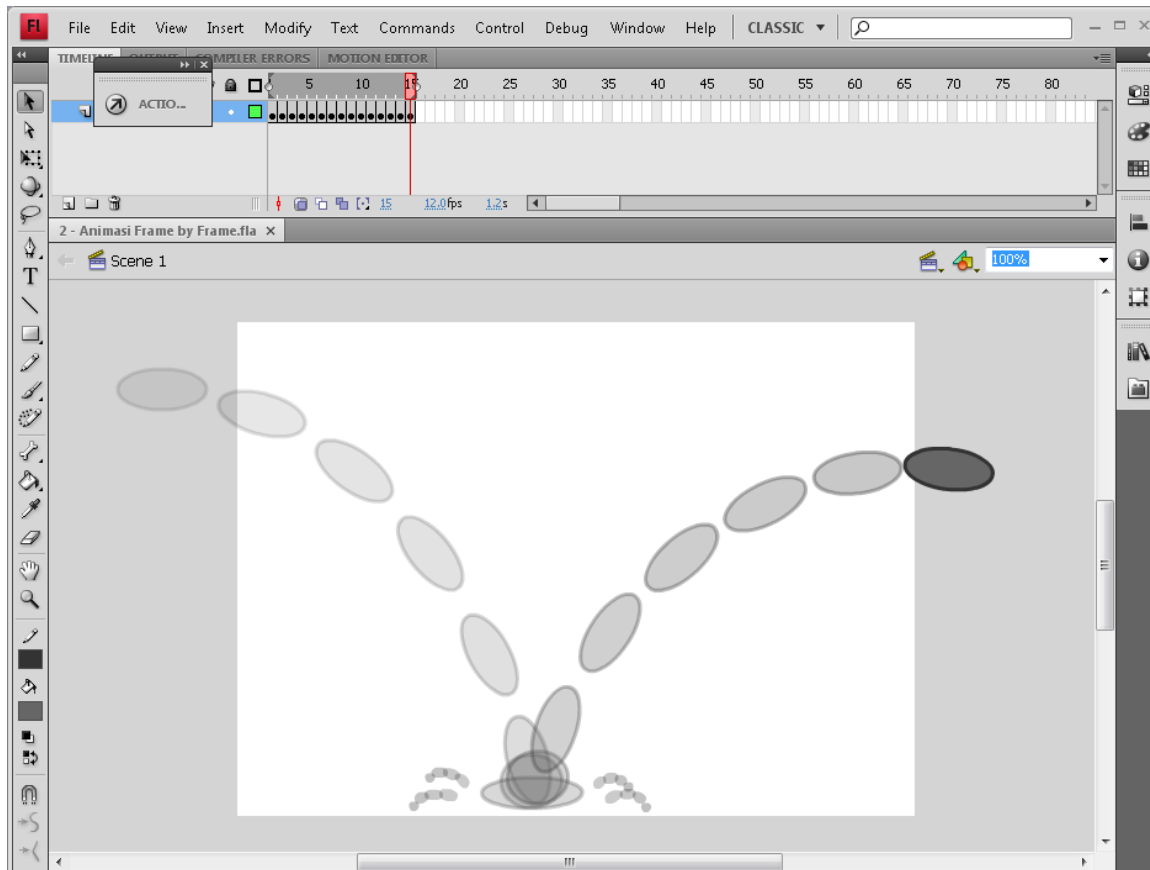 Fl File Edit View Insert Modify Text Commands Control Debug Window Help CLASSIC
TIMELINE OUTPUT COMPILER ERRORS MOTION EDITOR
5 10 15 20 25 30 35 40 45 50 55 60 65 70 75 80
ACTIO...
15 12.0fps 1.2s
2 - Animasi Frame by Frame.fla
Scene 1 100%
T